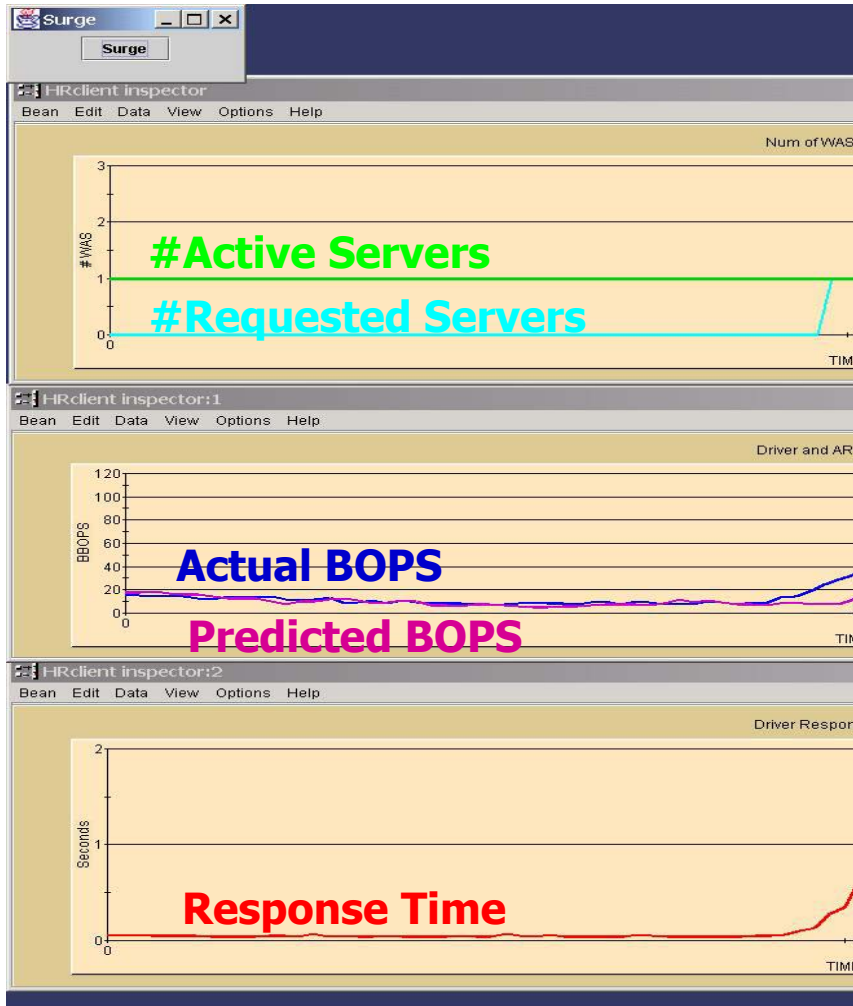 Surge
Surge
HRclient inspector
Bean Edit Data View Options Help
Num of WAS
3
2
1
0
# WAS
#Active Servers
#Requested Servers
0
TIM
HRclient inspector:1
Bean Edit Data View Options Help
Driver and AR
120
100
80
60
40
20
0
BBOPS
Actual BOPS
Predicted BOPS
0
TIM
HRclient inspector:2
Bean Edit Data View Options Help
Driver Respon
2
1
0
Seconds
Response Time
0
TIM